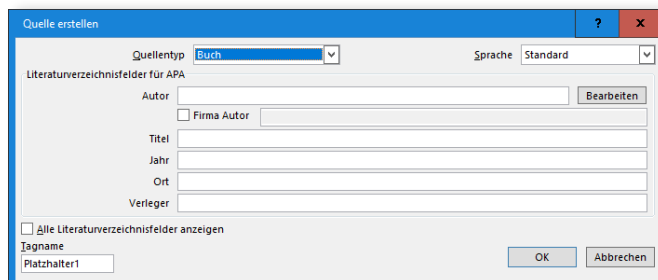 Quelle erstellen ? x
Quellentyp Buch Sprache Standard
Literaturverzeichnisfelder für APA
Autor Bearbeiten
Firma Autor
Titel
Jahr
Ort
Verleger
Alle Literaturverzeichnisfelder anzeigen
Tagname
Platzhalter1 OK Abbrechen